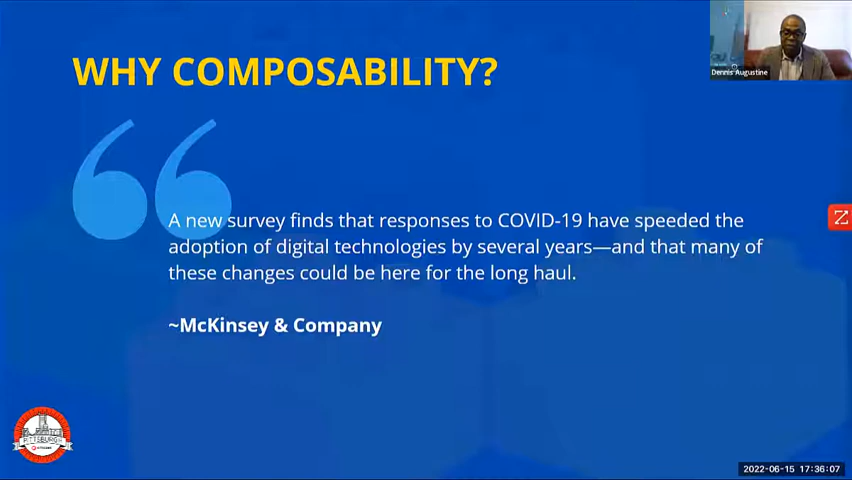 WHY COMPOSABILITY?
Dennis Augustine
A new survey finds that responses to COVID-19 have speeded the
adoption of digital technologies by several years—and that many of
these changes could be here for the long haul.
~McKinsey & Company
PITTSBURGH
2022-06-15 17:36:07